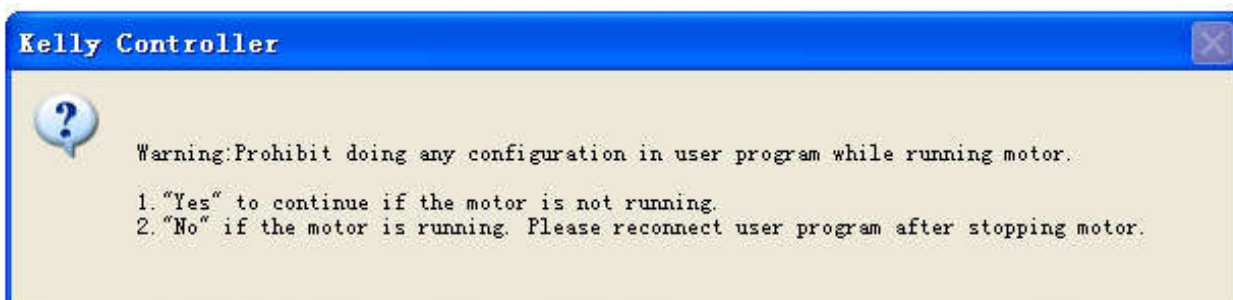 Kelly Controller
Warning:Prohibit doing any configuration in user program while running motor.
1."Yes" to continue if the motor is not running.
2."No" if the motor is running. Please reconnect user program after stopping motor.